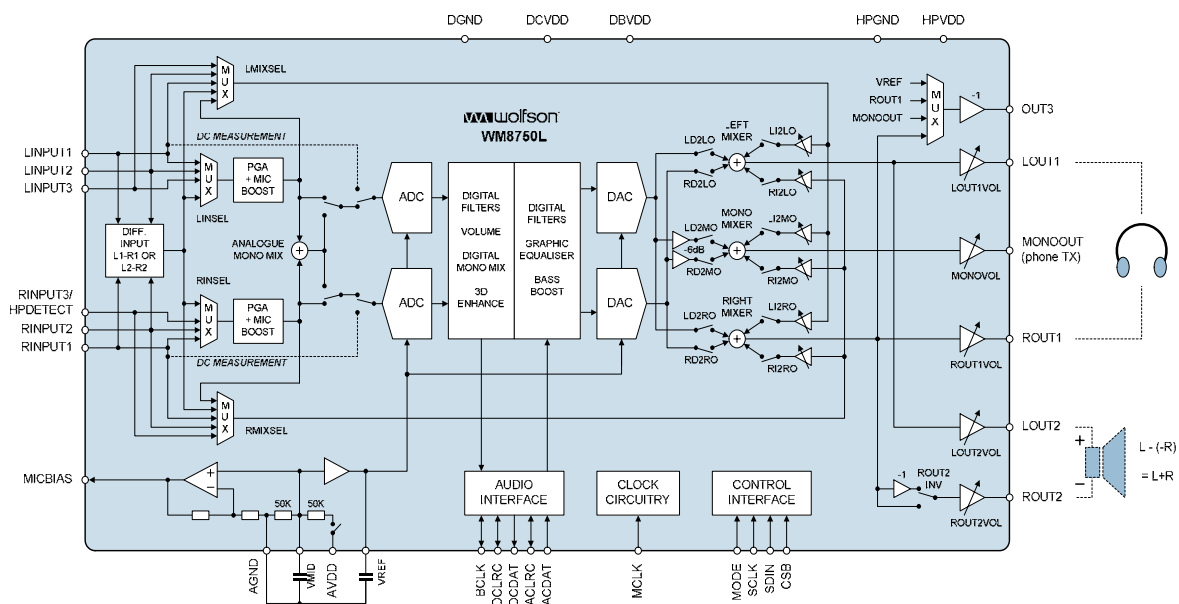 DGND
DCVDD
DBVDD
HPGND
HPVDD
MUX
LMIXSEL
wolfson
WM8750L
VREF
ROUT1
MONOOUT
MUX
-1
OUT3
DC MEASUREMENT
LINPUT1
LINPUT2
LINPUT3
MUX
LINSEL
PGA
+ MIC
BOOST
ADC
DIGITAL
FILTERS
VOLUME
DIGITAL
MONO MIX
3D
ENHANCE
DIGITAL
FILTERS
GRAPHIC
EQUALISER
BASS
BOOST
DAC
LD2LO
RD2LO
LEFT
MIXER
LI2LO
RI2LO
LOUT1
LOUT1VOL
DIFF.
INPUT
L1-R1 OR
L2-R2
ANALOGUE
MONO MIX
LD2MO
-6dB
RD2MO
MONO
MIXER
LI2MO
RI2MO
MONOOUT
(phone TX)
MONOVOL
RINPUT3/
HPDETECT
RINPUT2
RINPUT1
RINSEL
MUX
PGA
+ MIC
BOOST
ADC
DAC
LD2RO
RD2RO
RIGHT
MIXER
LI2RO
RI2RO
ROUT1
ROUT1VOL
DC MEASUREMENT
MUX
RMIXSEL
LOUT2
LOUT2VOL
+
−
L - (-R)
= L+R
MICBIAS
+
−
50K
50K
AUDIO
INTERFACE
CLOCK
CIRCUITRY
CONTROL
INTERFACE
-1
ROUT2
INV
ROUT2
ROUT2VOL
AGND
VMID
AVDD
VREF
BCLK
DCLRC
DCDAT
ACLRC
ACDAT
MCLK
MODE
SCLK
SDIN
CSB